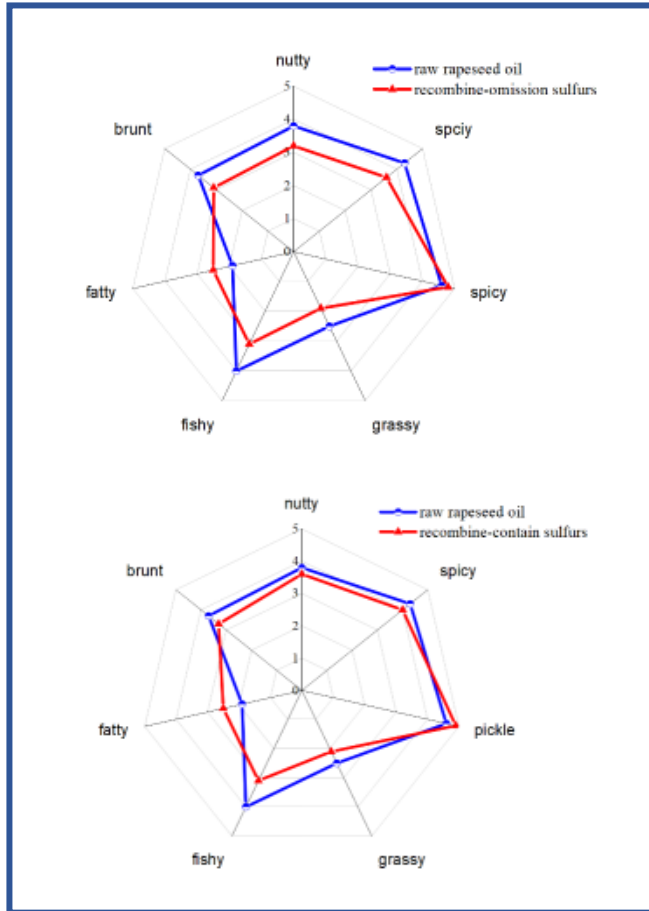 nutty
raw rapeseed oil
recombine-omission sulfurs
5
brunt
spciy
4
3
2
1
0
fatty
spicy
fishy
grassy
nutty
raw rapeseed oil
recombine-contain sulfurs
5
brunt
spicy
4
3
2
1
0
fatty
pickle
fishy
grassy